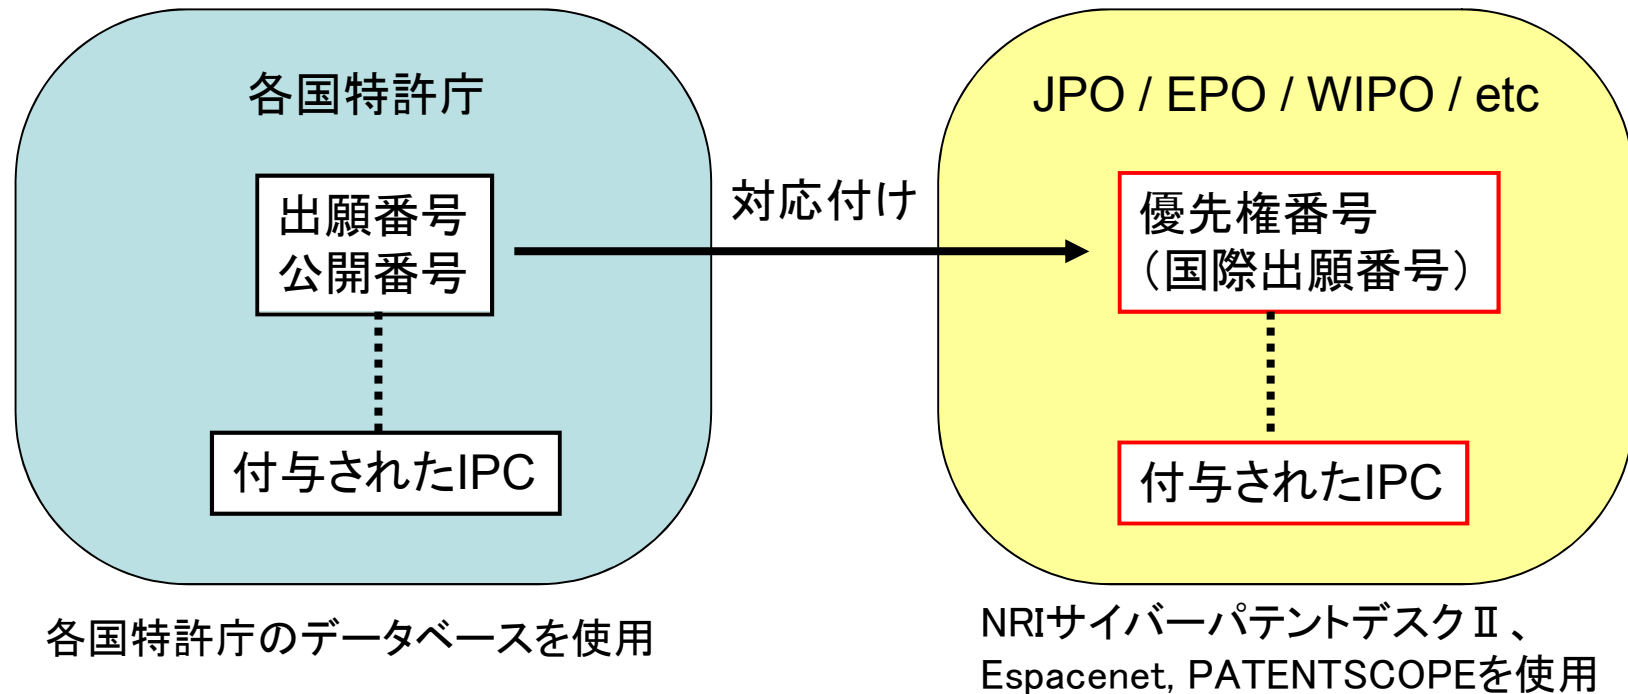 各国特許庁
出願番号
公開番号
付与されたIPC
各国特許庁のデータベースを使用
対応付け
JPO / EPO / WIPO / etc
優先権番号
（国際出願番号）
付与されたIPC
NRIサイバーパテントデスクⅡ、
Espacenet, PATENTSCOPEを使用